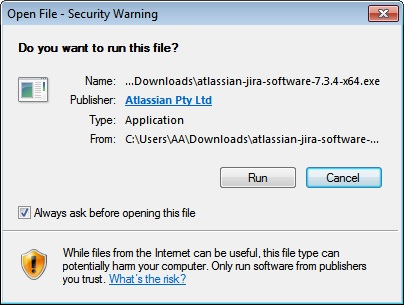 Open File - Security Warning
Do you want to run this file?
Name: ...Downloads\atlassian-jira-software-7.3.4-x64.exe
Publisher: Atlassian Pty Ltd
Type: Application
From: C:\Users\AA\Downloads\atlassian-jira-software-...
Run Cancel
Always ask before opening this file
While files from the Internet can be useful, this file type can
potentially harm your computer. Only run software from publishers
you trust. What's the risk?